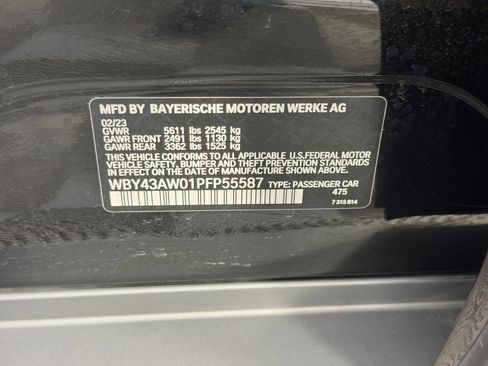 MFD BY BAYERISCHE MOTOREN WERKE AG
02/23
GVWR 5611 lbs 2545 kg
GAWR FRONT 2491 lbs 1130 kg
GAWR REAR 3362 lbs 1525 kg
THIS VEHICLE CONFORMS TO ALL APPLICABLE U.S.FEDERAL MOTOR
VEHICLE SAFETY, BUMPER AND THEFT PREVENTION STANDARDS
IN EFFECT ON THE DATE OF MANUFACTURE SHOWN ABOVE.
WBY43AW01PFP55587 TYPE: PASSENGER CAR
475
7 315 814